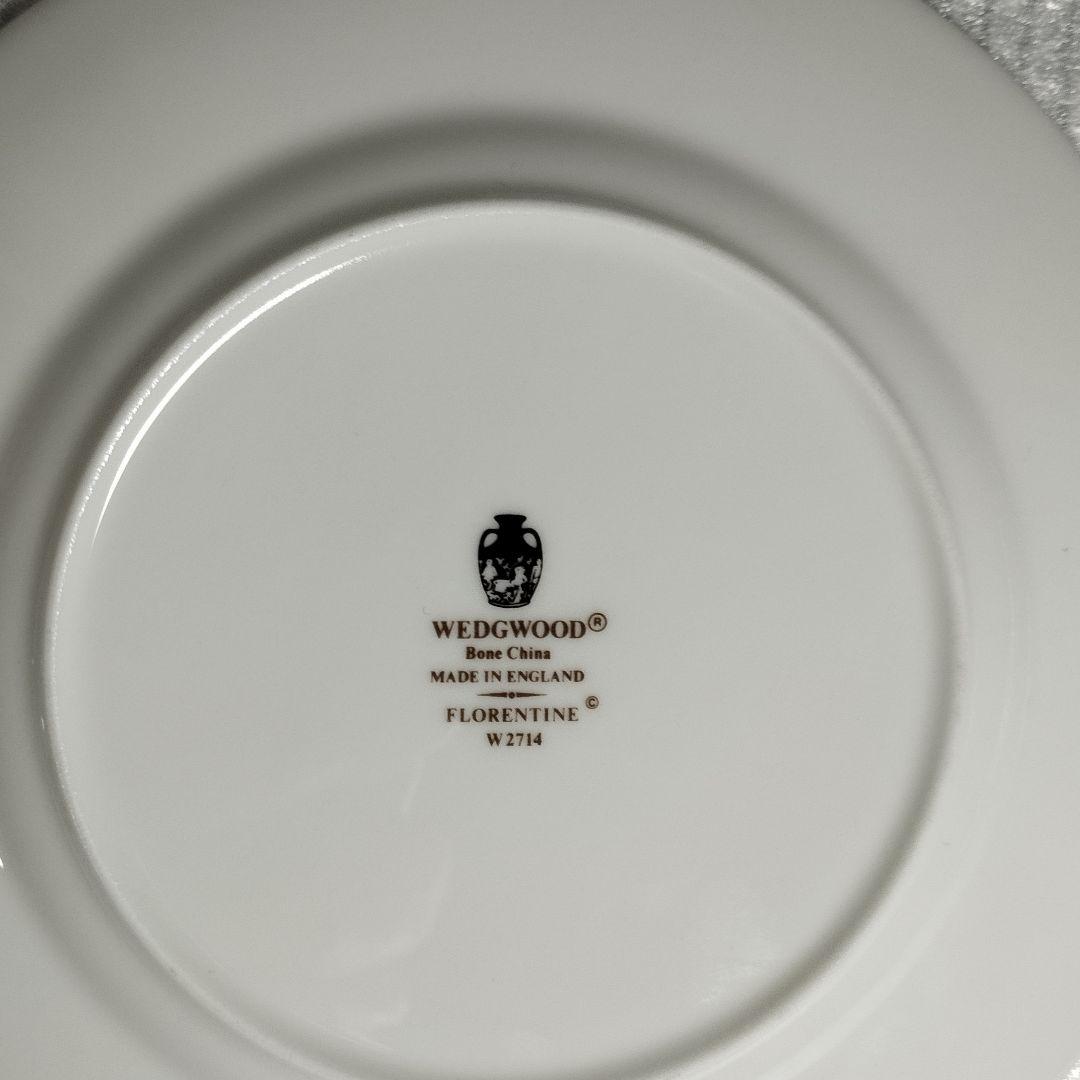 WEDGWOOD®
Bone China
MADE IN ENGLAND
FLORENTINE ©
W2714